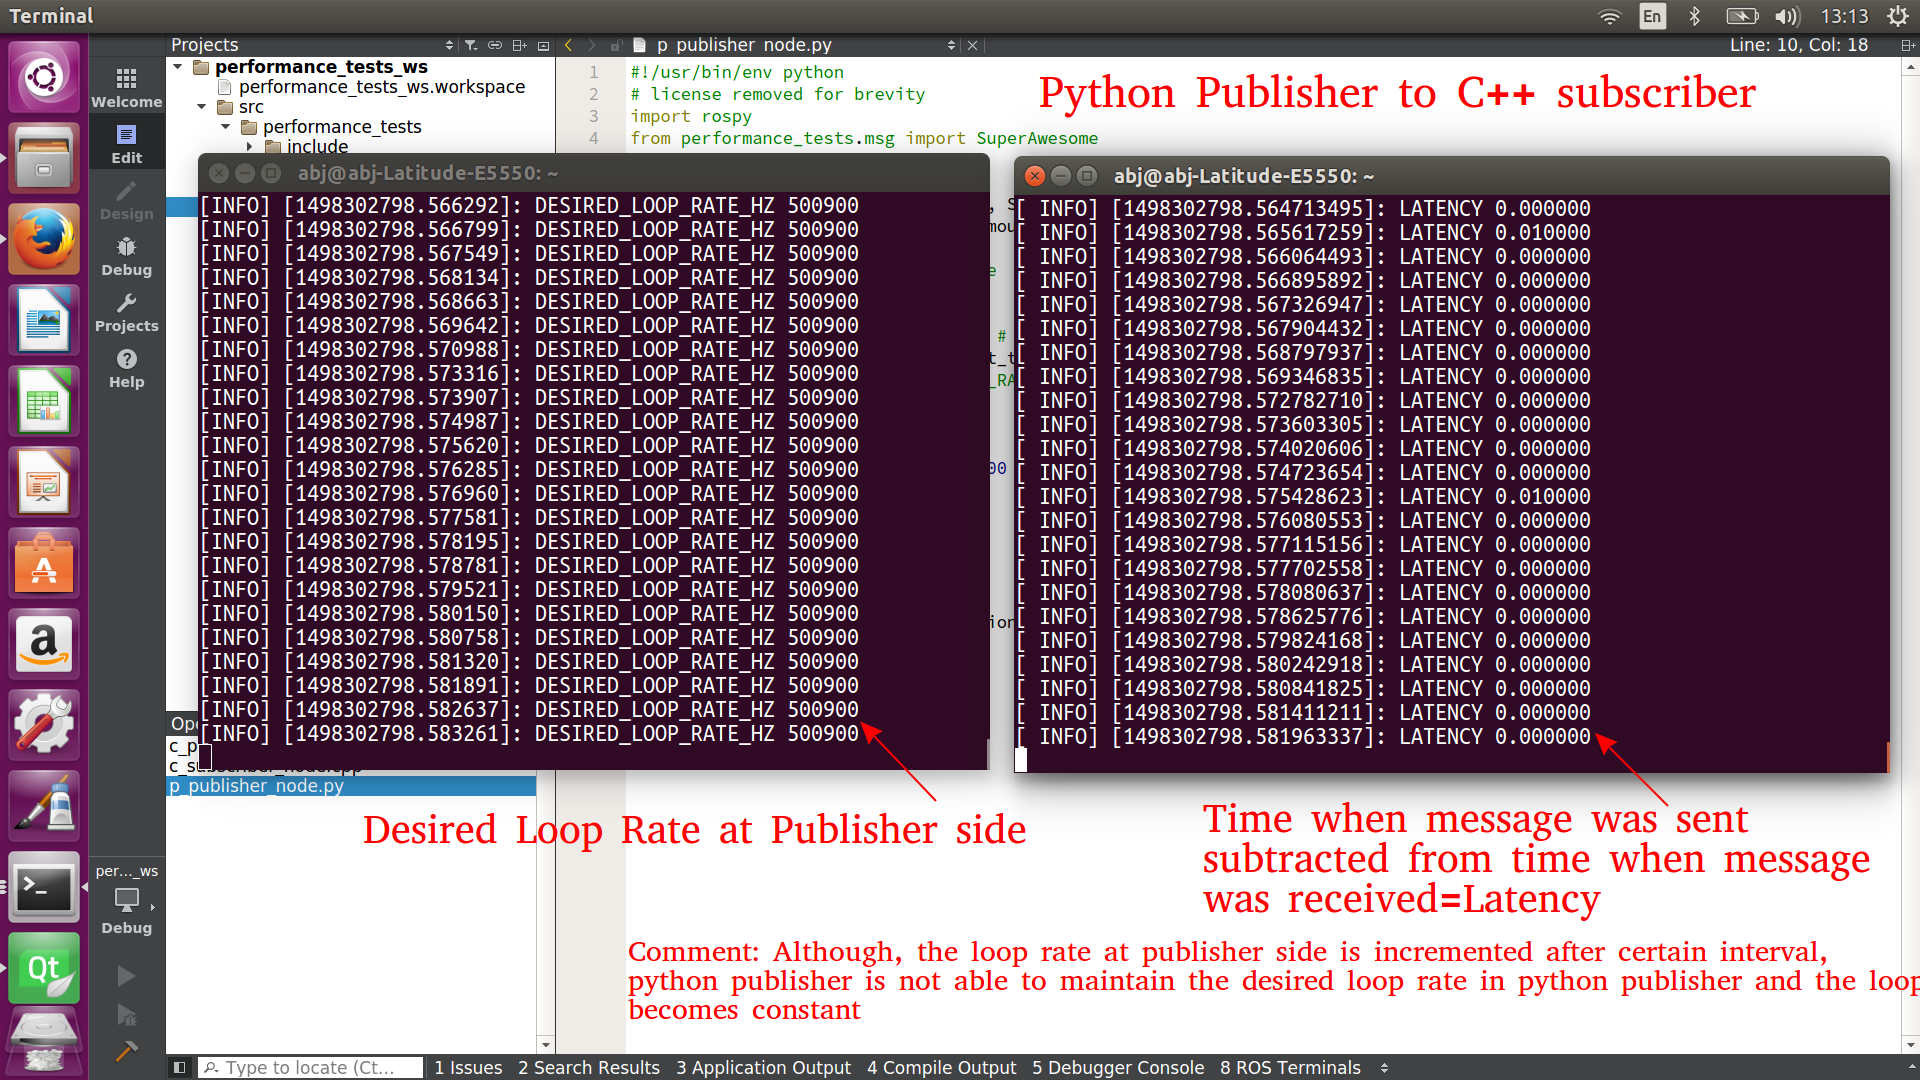 Terminal
En
13:13
Projects
p publisher node.py
Line: 10, Col: 18
Welcome
Edit
Design
Debug
Projects
Help
per..._ws
Debug
performance_tests_ws
performance_tests_ws.workspace
src
performance_tests
include
1 #!/usr/bin/env python
2 # license removed for brevity
3 import rospy
4 from performance_tests.msg import SuperAwesome
Python Publisher to C++ subscriber
abj@abj-Latitude-E5550: ~
[INFO] [1498302798.566292]: DESIRED_LOOP_RATE_HZ 500900
[INFO] [1498302798.566799]: DESIRED_LOOP_RATE_HZ 500900
[INFO] [1498302798.567549]: DESIRED_LOOP_RATE_HZ 500900
[INFO] [1498302798.568134]: DESIRED_LOOP_RATE_HZ 500900
[INFO] [1498302798.568663]: DESIRED_LOOP_RATE_HZ 500900
[INFO] [1498302798.569642]: DESIRED_LOOP_RATE_HZ 500900
[INFO] [1498302798.570988]: DESIRED_LOOP_RATE_HZ 500900
[INFO] [1498302798.573316]: DESIRED_LOOP_RATE_HZ 500900
[INFO] [1498302798.573907]: DESIRED_LOOP_RATE_HZ 500900
[INFO] [1498302798.574987]: DESIRED_LOOP_RATE_HZ 500900
[INFO] [1498302798.575620]: DESIRED_LOOP_RATE_HZ 500900
[INFO] [1498302798.576285]: DESIRED_LOOP_RATE_HZ 500900
[INFO] [1498302798.576960]: DESIRED_LOOP_RATE_HZ 500900
[INFO] [1498302798.577581]: DESIRED_LOOP_RATE_HZ 500900
[INFO] [1498302798.578195]: DESIRED_LOOP_RATE_HZ 500900
[INFO] [1498302798.578781]: DESIRED_LOOP_RATE_HZ 500900
[INFO] [1498302798.579521]: DESIRED_LOOP_RATE_HZ 500900
[INFO] [1498302798.580150]: DESIRED_LOOP_RATE_HZ 500900
[INFO] [1498302798.580758]: DESIRED_LOOP_RATE_HZ 500900
[INFO] [1498302798.581320]: DESIRED_LOOP_RATE_HZ 500900
[INFO] [1498302798.581891]: DESIRED_LOOP_RATE_HZ 500900
[INFO] [1498302798.582637]: DESIRED_LOOP_RATE_HZ 500900
[INFO] [1498302798.583261]: DESIRED_LOOP_RATE_HZ 500900
abj@abj-Latitude-E5550: ~
[ INFO] [1498302798.564713495]: LATENCY 0.000000
[ INFO] [1498302798.565617259]: LATENCY 0.010000
[ INFO] [1498302798.566064493]: LATENCY 0.000000
[ INFO] [1498302798.566895892]: LATENCY 0.000000
[ INFO] [1498302798.567326947]: LATENCY 0.000000
[ INFO] [1498302798.567904432]: LATENCY 0.000000
[ INFO] [1498302798.568797937]: LATENCY 0.000000
[ INFO] [1498302798.569346835]: LATENCY 0.000000
[ INFO] [1498302798.572782710]: LATENCY 0.000000
[ INFO] [1498302798.573603305]: LATENCY 0.000000
[ INFO] [1498302798.574020606]: LATENCY 0.000000
[ INFO] [1498302798.574723654]: LATENCY 0.000000
[ INFO] [1498302798.575428623]: LATENCY 0.010000
[ INFO] [1498302798.576080553]: LATENCY 0.000000
[ INFO] [1498302798.577115156]: LATENCY 0.000000
[ INFO] [1498302798.577702558]: LATENCY 0.000000
[ INFO] [1498302798.578080637]: LATENCY 0.000000
[ INFO] [1498302798.578625776]: LATENCY 0.000000
[ INFO] [1498302798.579824168]: LATENCY 0.000000
[ INFO] [1498302798.580242918]: LATENCY 0.000000
[ INFO] [1498302798.580841825]: LATENCY 0.000000
[ INFO] [1498302798.581411211]: LATENCY 0.000000
[ INFO] [1498302798.581963337]: LATENCY 0.000000
p_publisher_node.py
Desired Loop Rate at Publisher side
Time when message was sent
subtracted from time when message
was received=Latency
Comment: Although, the loop rate at publisher side is incremented after certain interval,
python publisher is not able to maintain the desired loop rate in python publisher and the loop
becomes constant
Type to locate (Ct...
1 Issues
2 Search Results
3 Application Output
4 Compile Output
5 Debugger Console
8 ROS Terminals
Qt